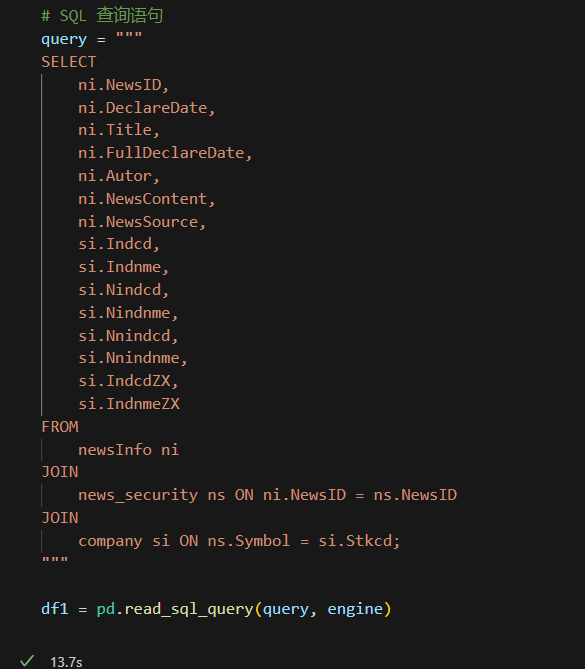 # SQL 查询语句
query = """
SELECT
ni.NewsID,
ni.DeclareDate,
ni.Title,
ni.FullDeclareDate,
ni.Autor,
ni.NewsContent,
ni.NewsSource,
si.Indcd,
si.Indnme,
si.Nindcd,
si.Nindnme,
si.Nnindcd,
si.Nnindnme,
si.IndcdZX,
si.IndnmeZX
FROM
newsInfo ni
JOIN
news_security ns ON ni.NewsID = ns.NewsID
JOIN
company si ON ns.Symbol = si.Stkcd;
"""
df1 = pd.read_sql_query(query, engine)
13.7s